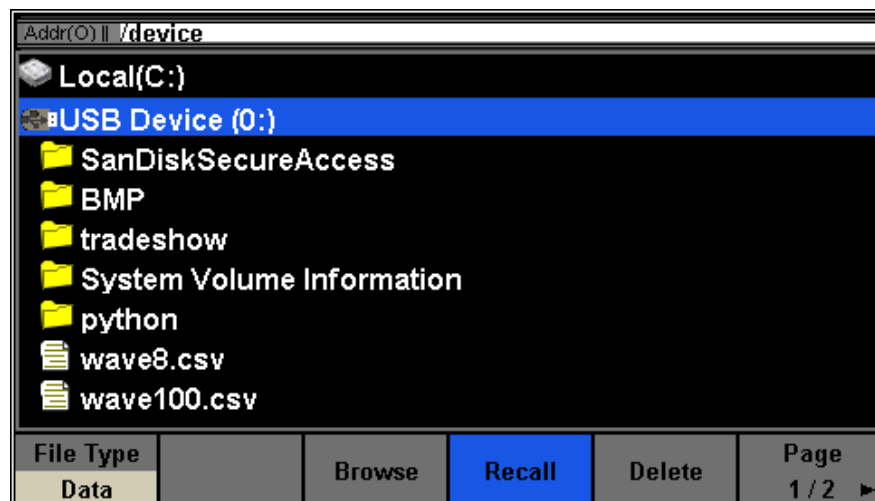 Addr(O) || /device
Local(C:)
USB Device (0:)
SanDiskSecureAccess
BMP
tradeshow
System Volume Information
python
wave8.csv
wave100.csv
File Type
Data
Browse
Recall
Delete
Page
1 / 2 ►